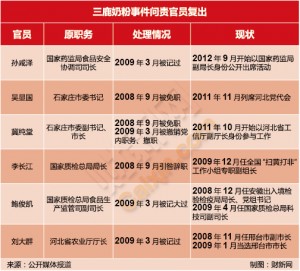 三鹿奶粉事件问责官员复出
官员 原职务 处理情况 现状
孙咸泽 国家药监局食品安全协调司司长 2009年3月被记过 2012年9月开始以国家药监局副局长身份公开出席活动
吴显国 石家庄市委书记 2008年9月被免职 2011年11月列席河北党代会
冀纯堂 石家庄市委副书记、市长 2008年9月被免职 2009年3月被撤销党内职务、撤职 2011年10月开始以河北省工信厅副厅长身份参与工作
李长江 国家质检总局局长 2008年9月引咎辞职 2009年12月任全国“扫黄打非”工作小组专职副组长
鲍俊凯 国家质检总局食品生产监管司副司长 2009年3月被记大过 2008年12月任安徽出入境检验检疫局局长、党组书记 2009年4月任国家质检总局科技司副司长
刘大群 河北省农业厅厅长 2009年3月被记过 2008年11月任邢台市副市长 2009年1月当选邢台市市长
来源：公开媒体报道 制图：财新网